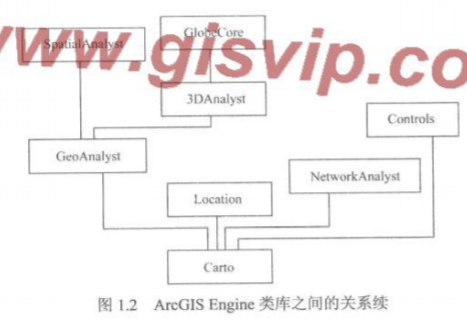 SpatialAnalyst
GlobeCore
www.gisvip.co
3DAnalyst
Controls
GeoAnalyst
NetworkAnalyst
Location
Carto
图 1.2 ArcGIS Engine 类库之间的关系续